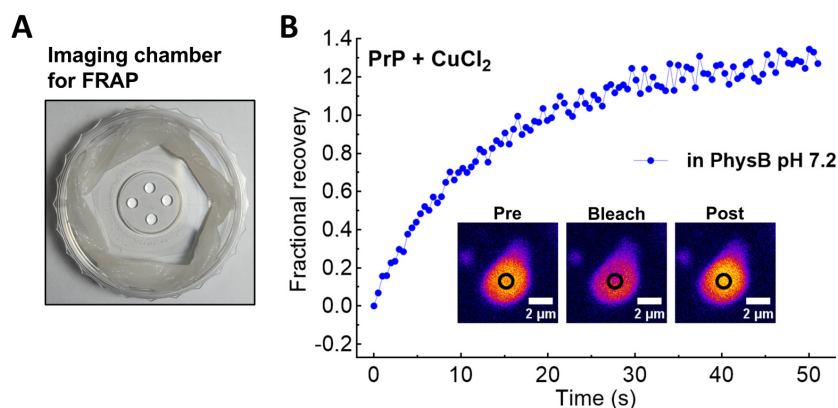 A
Imaging chamber
for FRAP
B
PrP + CuCl₂
in PhysB pH 7.2
Fractional recovery
1.4
1.2
1.0
0.8
0.6
0.4
0.2
0.0
-0.2
Pre
Bleach
Post
2 µm
2 µm
2 µm
0
10
20
30
40
50
Time (s)